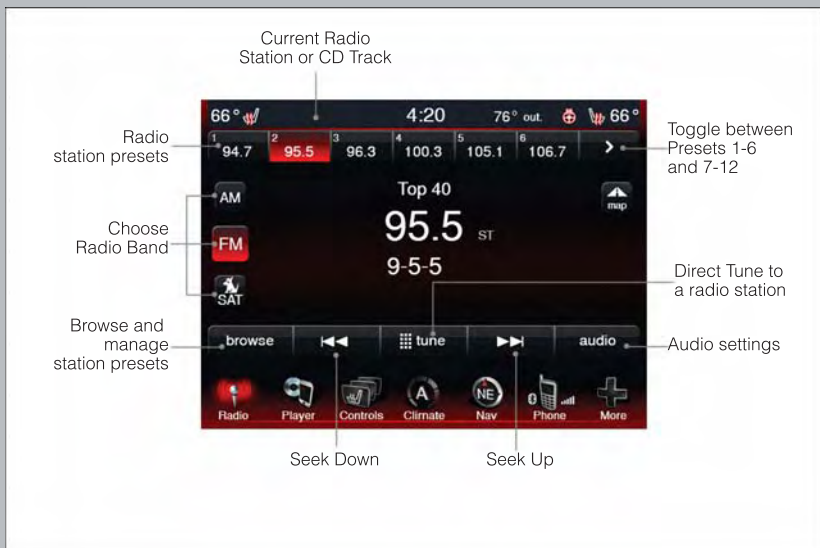 Current Radio
Station or CD Track
66° 4:20 76° out. 66°
Radio
station presets
1 94.7 2 95.5 3 96.3 4 100.3 5 105.1 6 106.7 >
Toggle between
Presets 1-6
and 7-12
AM
Top 40
map
Choose
Radio Band
FM
95.5 ST
9-5-5
SAT
Direct Tune to
a radio station
Browse and
manage
station presets
browse tune audio
Audio settings
A NE
Radio Player Controls Climate Nav Phone More
Seek Down Seek Up